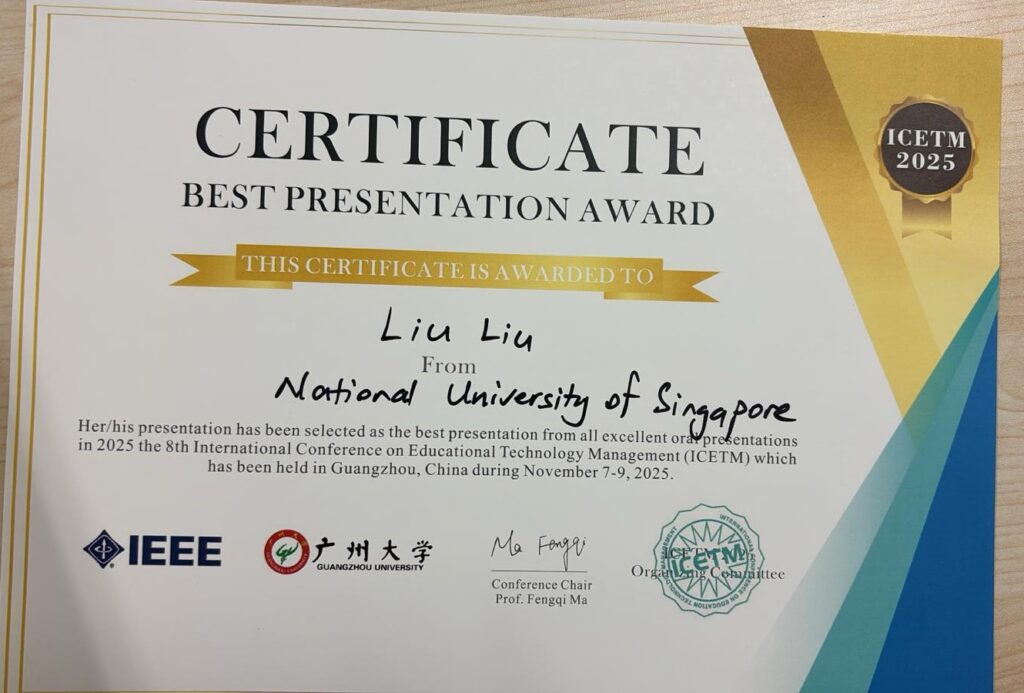 CERTIFICATE
BEST PRESENTATION AWARD
ICETM
2025
THIS CERTIFICATE IS AWARDED TO
Liu Liu
From
National University of Singapore
Her/his presentation has been selected as the best presentation from all excellent oral presentations
in 2025 the 8th International Conference on Educational Technology Management (ICETM) which
has been held in Guangzhou, China during November 7-9, 2025.
IEEE
广州大学
GUANGZHOU UNIVERSITY
Ma Fengqi
Conference Chair
Prof. Fengqi Ma
ICETM
Organizing Committee